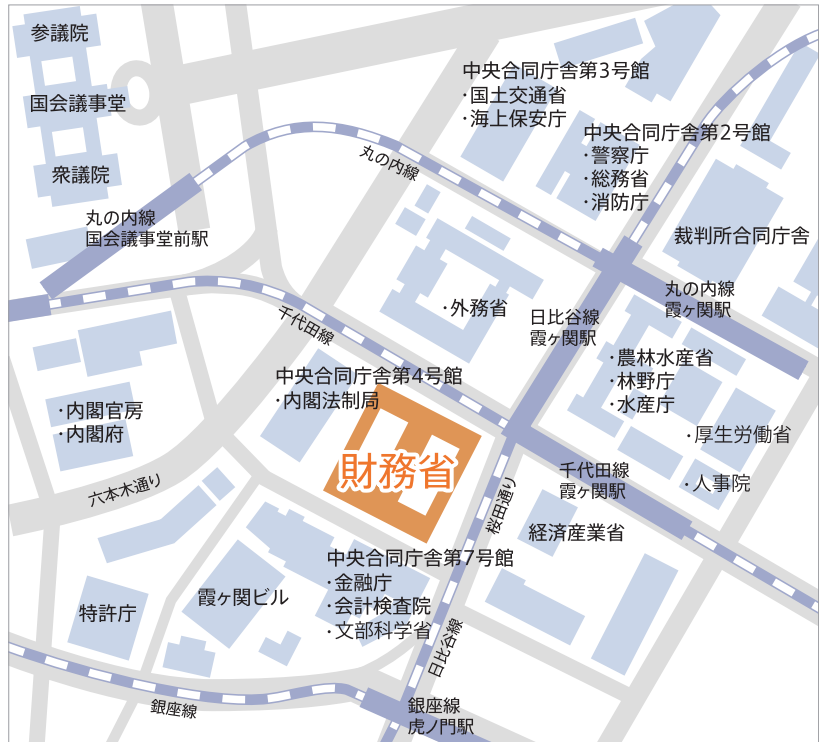 参議院
国会議事堂
衆議院
丸の内線
国会議事堂前駅
丸の内線
中央合同庁舎第3号館
·国土交通省
·海上保安庁
中央合同庁舎第2号館
·警察庁
·総務省
·消防庁
裁判所合同庁舎
丸の内線
霞ヶ関駅
·外務省
日比谷線
霞ヶ関駅
千代田線
中央合同庁舎第4号館
·内閣法制局
·農林水産省
·林野庁
·水産庁
·内閣官房
·内閣府
·厚生労働省
財務省
千代田線
霞ヶ関駅
·人事院
六本木通り
桜田通り
経済産業省
中央合同庁舎第7号館
·金融庁
·会計検査院
·文部科学省
霞ヶ関ビル
特許庁
日比谷線
銀座線
銀座線
虎ノ門駅